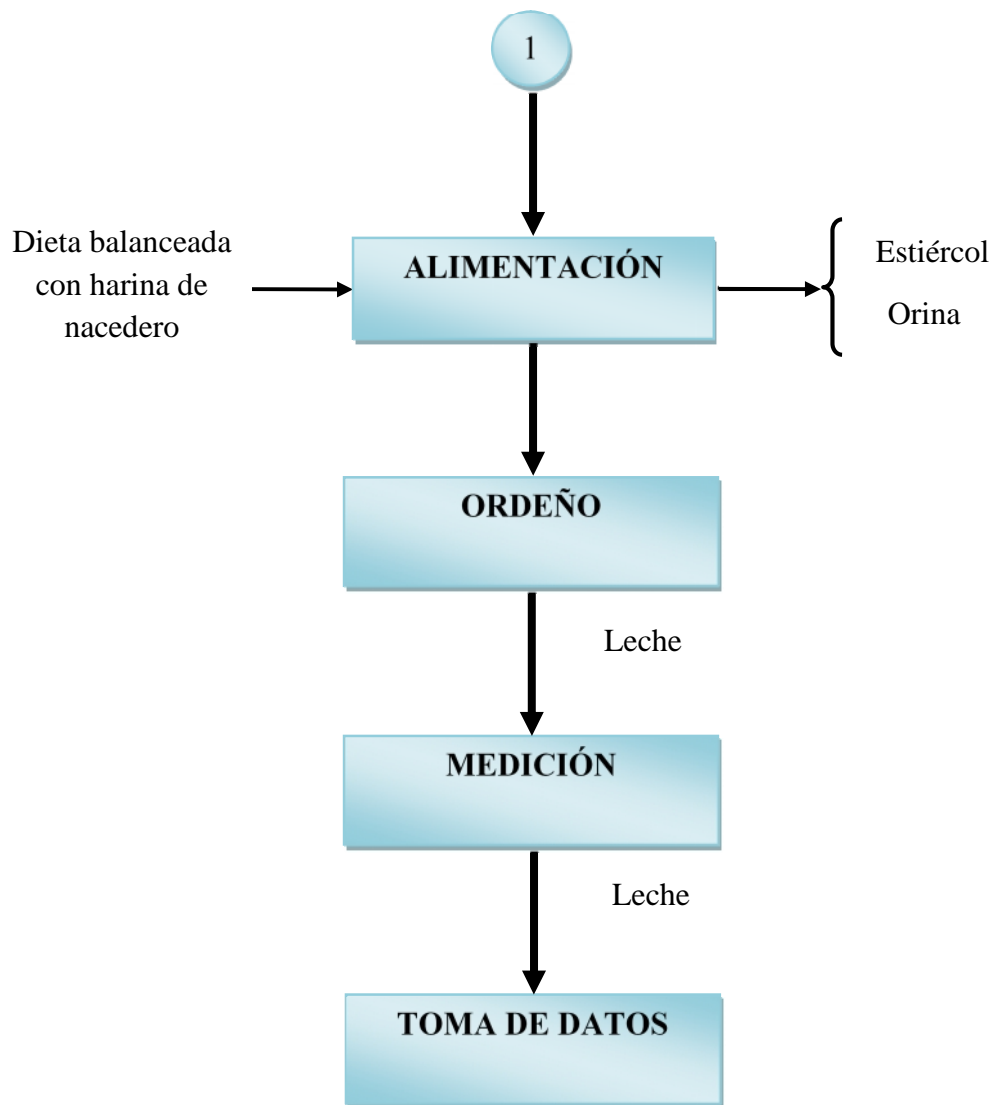 1
Dieta balanceada
con harina de
nacedero
ALIMENTACIÓN
Estiércol
Orina
ORDEÑO
Leche
MEDICIÓN
Leche
TOMA DE DATOS